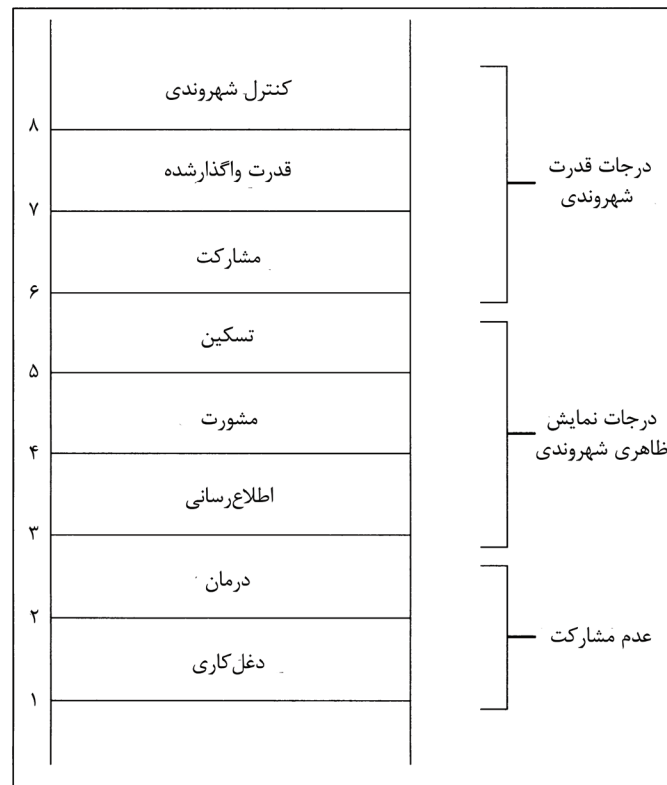 کنترل شهروندی
۸
قدرت واگذارشده
۷
مشارکت
۶
تسکین
۵
مشورت
۴
اطلاع‌رسانی
۳
درمان
۲
دغل‌کاری
۱
درجات قدرت
شهروندی
درجات نمایش
ظاهری شهروندی
عدم مشارکت